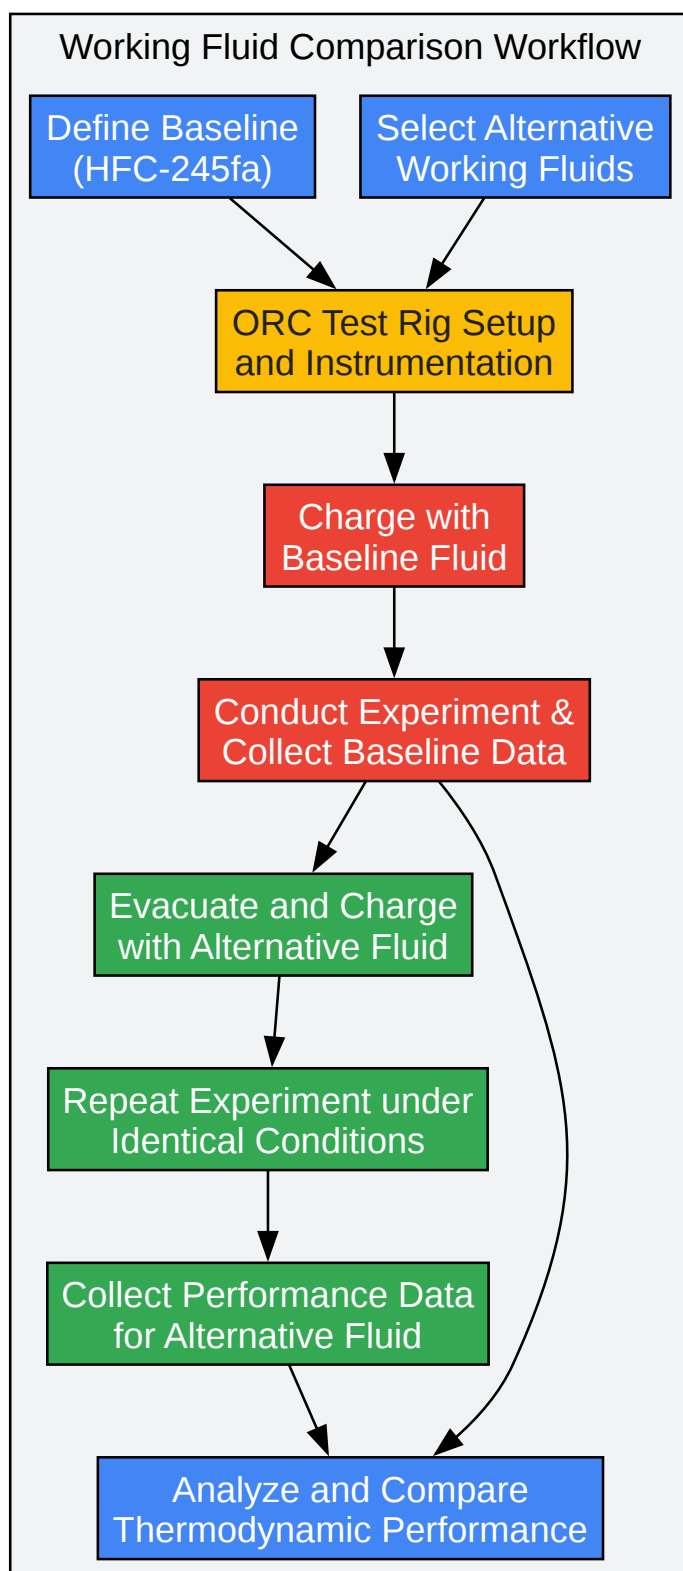 Working Fluid Comparison Workflow
Define Baseline
(HFC-245fa)
Select Alternative
Working Fluids
ORC Test Rig Setup
and Instrumentation
Charge with
Baseline Fluid
Conduct Experiment &
Collect Baseline Data
Evacuate and Charge
with Alternative Fluid
Repeat Experiment under
Identical Conditions
Collect Performance Data
for Alternative Fluid
Analyze and Compare
Thermodynamic Performance